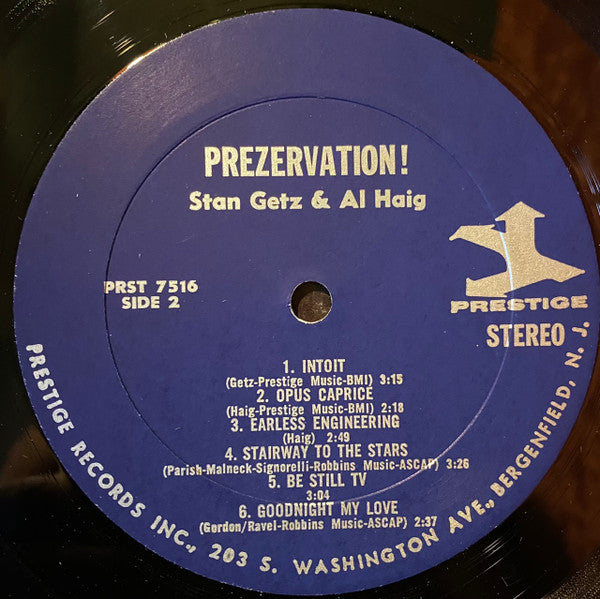 PREZERVATION!
Stan Getz & Al Haig
PRST 7516
SIDE 2
PRESTIGE
STEREO
1. INTOIT
(Getz-Prestige Music-BMI) 3:15
2. OPUS CAPRICE
(Haig-Prestige Music-BMI) 2:18
3. EARLESS ENGINEERING
(Haig) 2:49
4. STAIRWAY TO THE STARS
(Parish-Malneck-Signorelli-Robbins Music-ASCAP) 3:26
5. BE STILL TV
3:04
6. GOODNIGHT MY LOVE
(Gordon/Ravel-Robbins Music-ASCAP) 2:37
PRESTIGE RECORDS INC., 203 S. WASHINGTON AVE., BERGENFIELD, N. J.